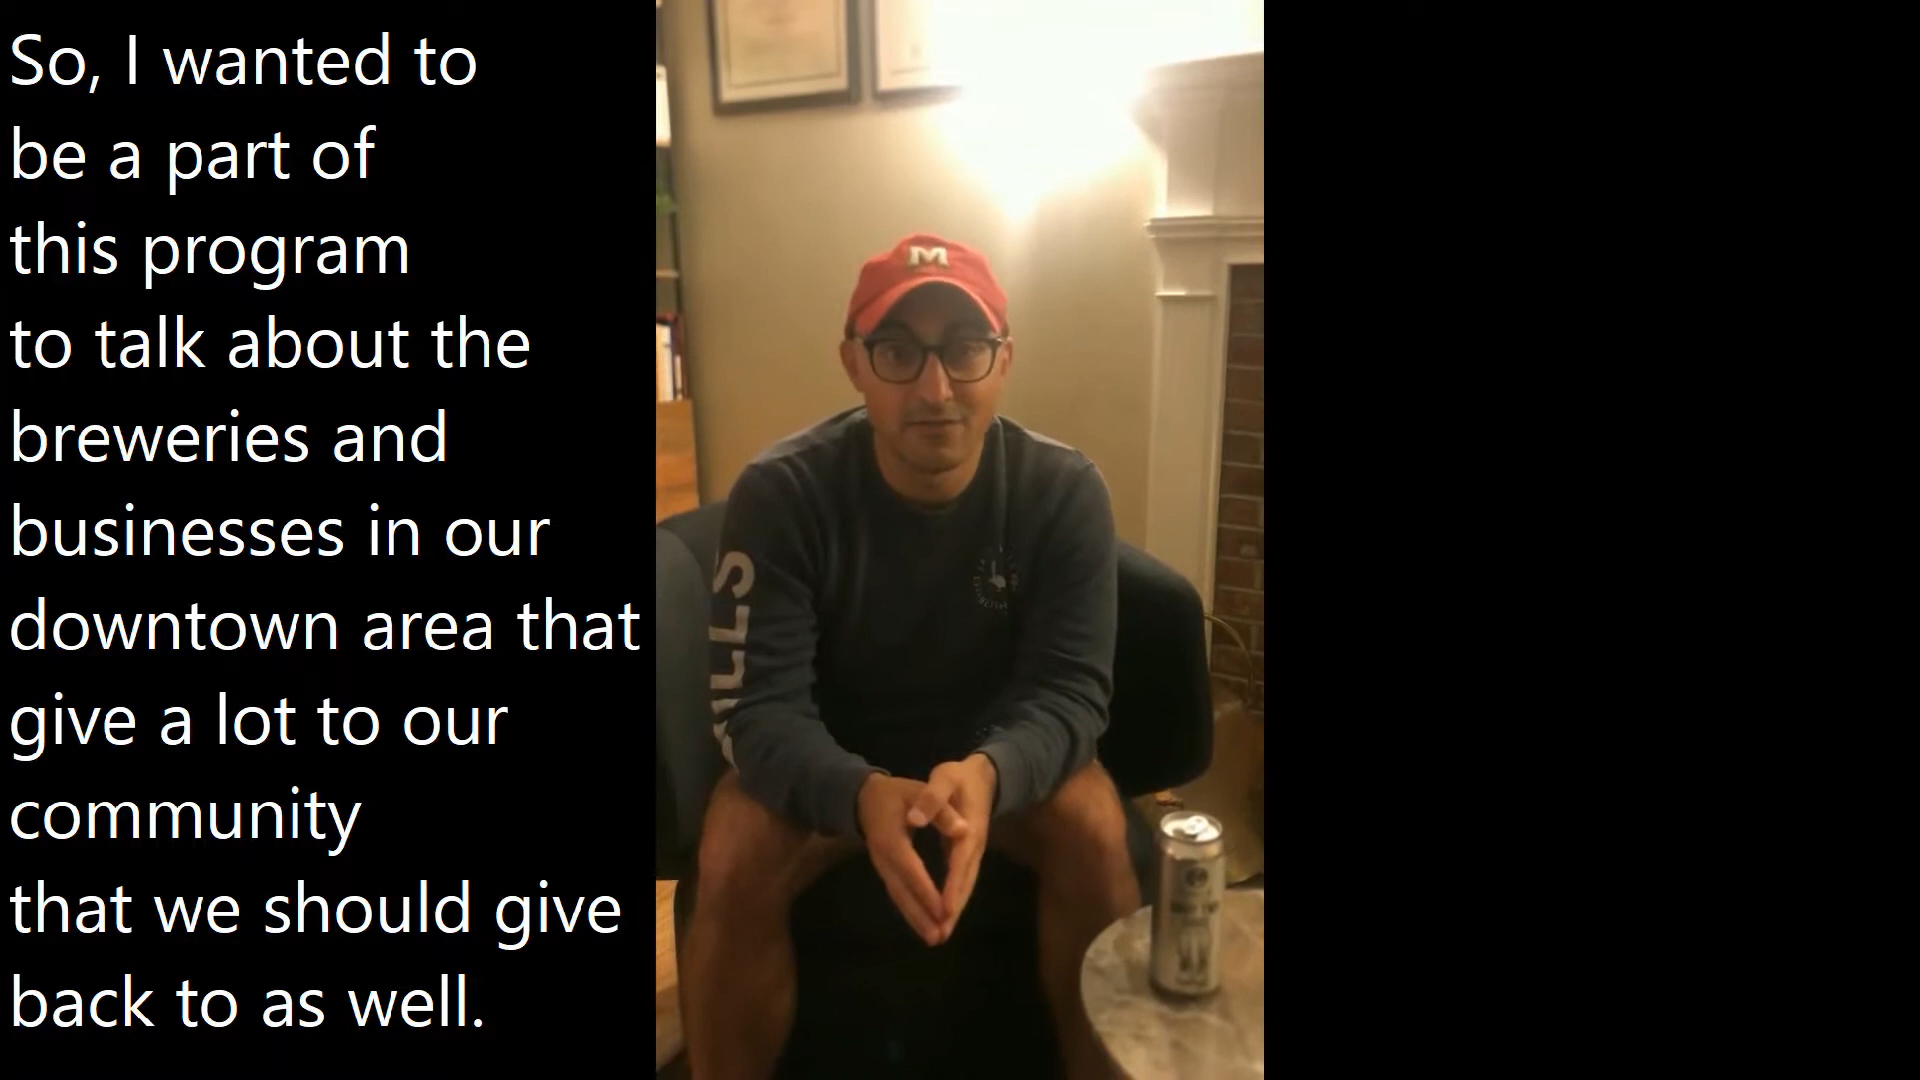 So, I wanted to
be a part of
this program
to talk about the
breweries and
businesses in our
downtown area that
give a lot to our
community
that we should give
back to as well.
M